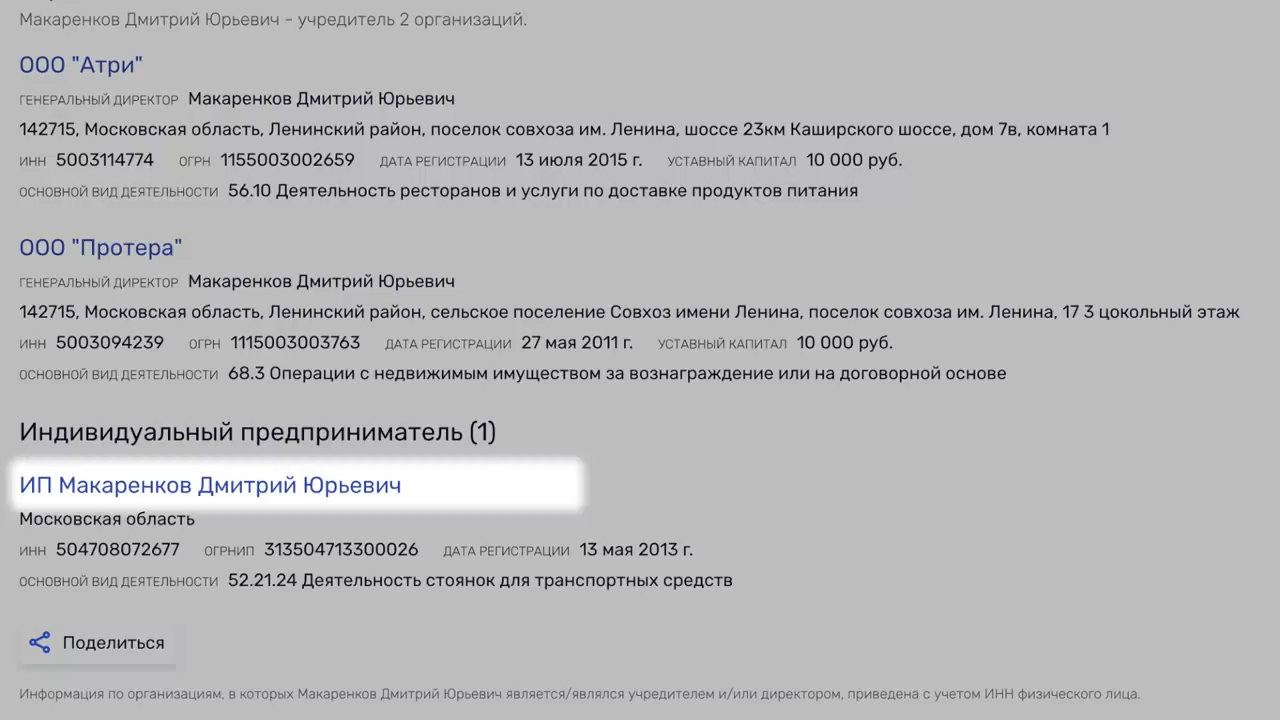 Макаренков Дмитрий Юрьевич - учредитель 2 организаций.
ООО "Атри"
ГЕНЕРАЛЬНЫЙ ДИРЕКТОР Макаренков Дмитрий Юрьевич
142715, Московская область, Ленинский район, поселок совхоза им. Ленина, шоссе 23км Каширского шоссе, дом 7в, комната 1
ИНН 5003114774 ОГРН 1155003002659 ДАТА РЕГИСТРАЦИИ 13 июля 2015 г. УСТАВНЫЙ КАПИТАЛ 10 000 руб.
ОСНОВНОЙ ВИД ДЕЯТЕЛЬНОСТИ 56.10 Деятельность ресторанов и услуги по доставке продуктов питания
ООО "Протера"
ГЕНЕРАЛЬНЫЙ ДИРЕКТОР Макаренков Дмитрий Юрьевич
142715, Московская область, Ленинский район, сельское поселение Совхоз имени Ленина, поселок совхоза им. Ленина, 17 3 цокольный этаж
ИНН 5003094239 ОГРН 1115003003763 ДАТА РЕГИСТРАЦИИ 27 мая 2011 г. УСТАВНЫЙ КАПИТАЛ 10 000 руб.
ОСНОВНОЙ ВИД ДЕЯТЕЛЬНОСТИ 68.3 Операции с недвижимым имуществом за вознаграждение или на договорной основе
Индивидуальный предприниматель (1)
ИП Макаренков Дмитрий Юрьевич
Московская область
ИНН 504708072677 ОГРНИП 313504713300026 ДАТА РЕГИСТРАЦИИ 13 мая 2013 г.
ОСНОВНОЙ ВИД ДЕЯТЕЛЬНОСТИ 52.21.24 Деятельность стоянок для транспортных средств
Поделиться
Информация по организациям, в которых Макаренков Дмитрий Юрьевич является/являлся учредителем и/или директором, приведена с учетом ИНН физического лица.